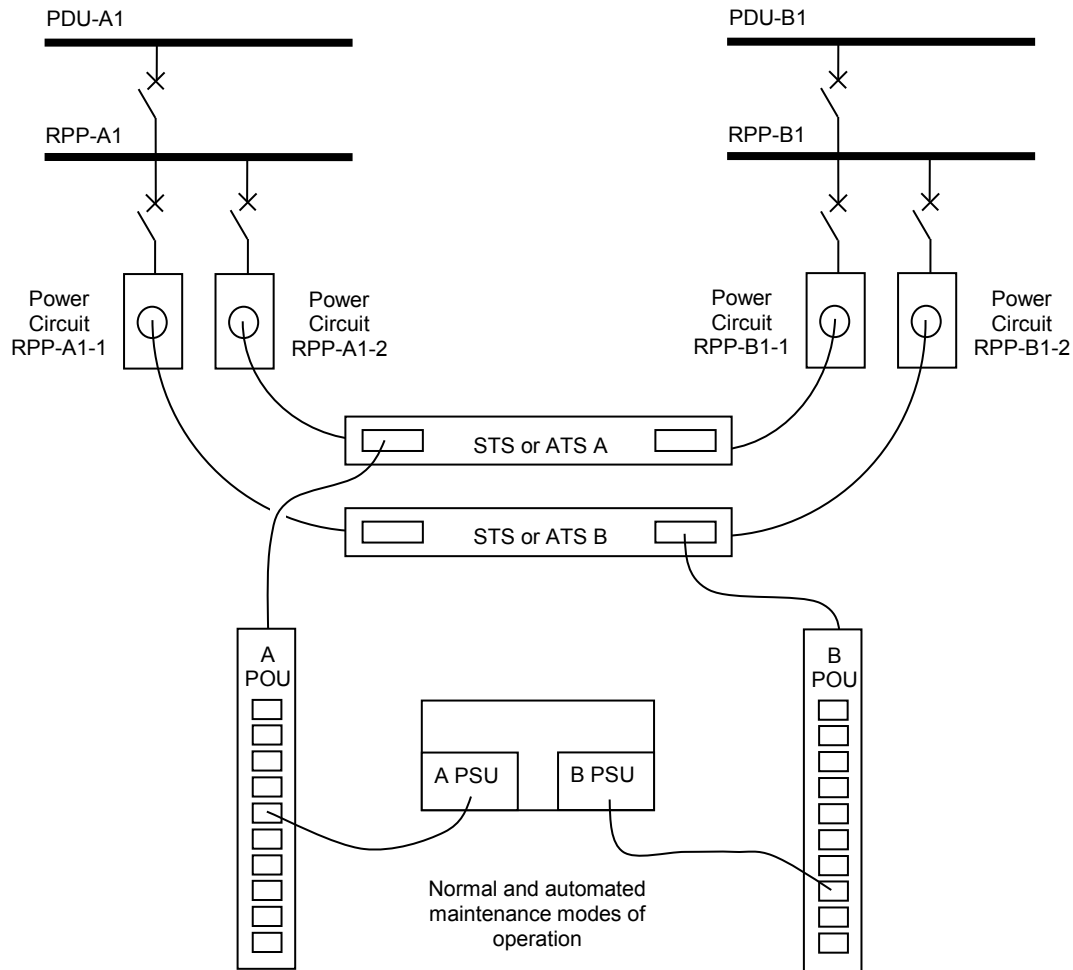 PDU-A1
PDU-B1
RPP-A1
RPP-B1
Power
Circuit
RPP-A1-1
Power
Circuit
RPP-A1-2
Power
Circuit
RPP-B1-1
Power
Circuit
RPP-B1-2
STS or ATS A
STS or ATS B
A
POU
B
POU
A PSU
B PSU
Normal and automated
maintenance modes of
operation